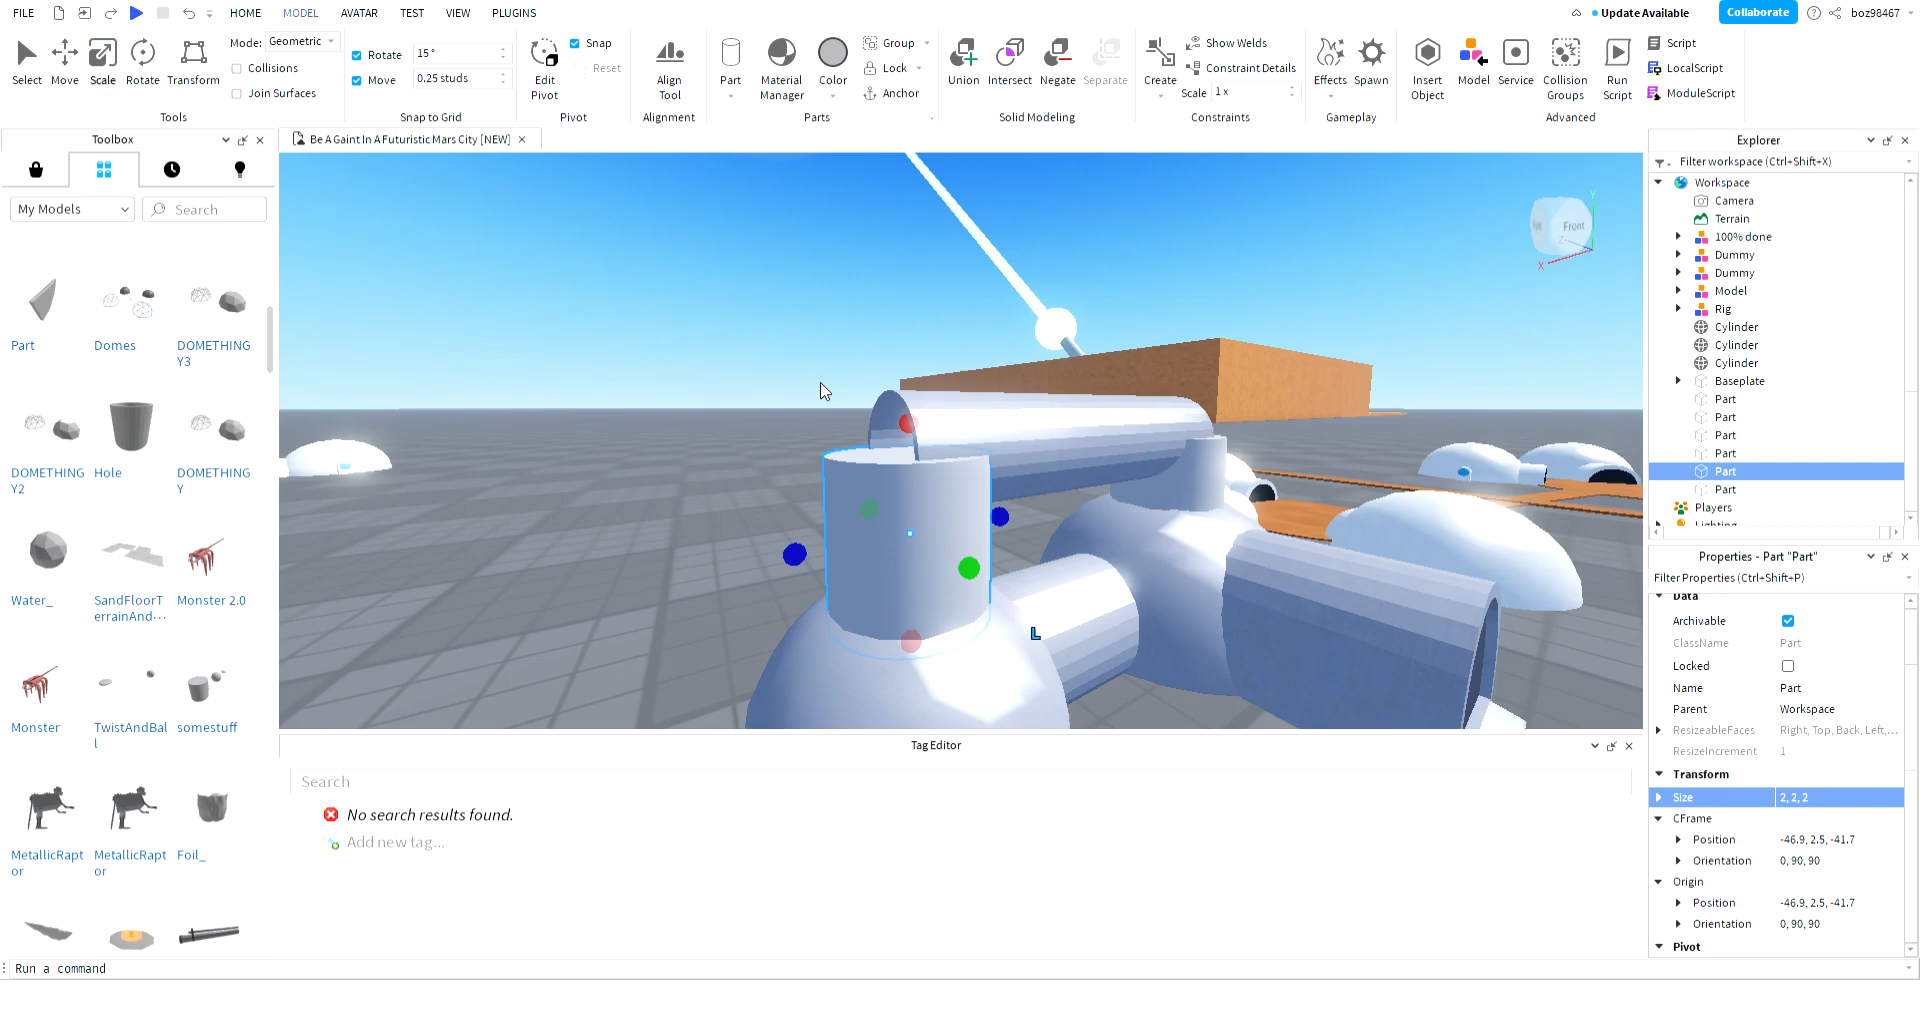 FILE
HOME
MODEL
AVATAR
TEST
VIEW
PLUGINS
Update Available
Collaborate
boz98467
Select
Move
Scale
Rotate
Transform
Mode: Geometric
Collisions
Join Surfaces
Tools
Rotate 15°
Move 0.25 studs
Snap to Grid
Edit
Pivot
Snap
Reset
Pivot
Align
Tool
Alignment
Part
Material
Manager
Color
Group
Lock
Anchor
Parts
Union
Intersect
Negate
Separate
Solid Modeling
Create
Show Welds
Constraint Details
Scale 1 x
Constraints
Effects
Spawn
Gameplay
Insert
Object
Model
Service
Collision
Groups
Run
Script
Script
LocalScript
ModuleScript
Advanced
Toolbox
My Models
Search
Part
Domes
DOMETHING
Y3
DOMETHING
Y2
Hole
DOMETHING
Y
Water_
SandFloorT
errainAnd···
Monster 2.0
Monster
TwistAndBal
l
somestuff
MetallicRapt
or
MetallicRapt
or
Foil_
Be A Gaint In A Futuristic Mars City [NEW]
Front
Y
Z
X
L
Tag Editor
Search
No search results found.
Add new tag...
Explorer
Filter workspace (Ctrl+Shift+X)
Workspace
Camera
Terrain
100% done
Dummy
Dummy
Model
Rig
Cylinder
Cylinder
Cylinder
Baseplate
Part
Part
Part
Part
Part
Part
Players
Lighting
Properties - Part "Part"
Filter Properties (Ctrl+Shift+P)
Data
Archivable
ClassName Part
Locked
Name Part
Parent Workspace
ResizeableFaces Right, Top, Back, Left,...
ResizeIncrement 1
Transform
Size 2, 2, 2
CFrame
Position -46.9, 2.5, -41.7
Orientation 0, 90, 90
Origin
Position -46.9, 2.5, -41.7
Orientation 0, 90, 90
Pivot
Run a command